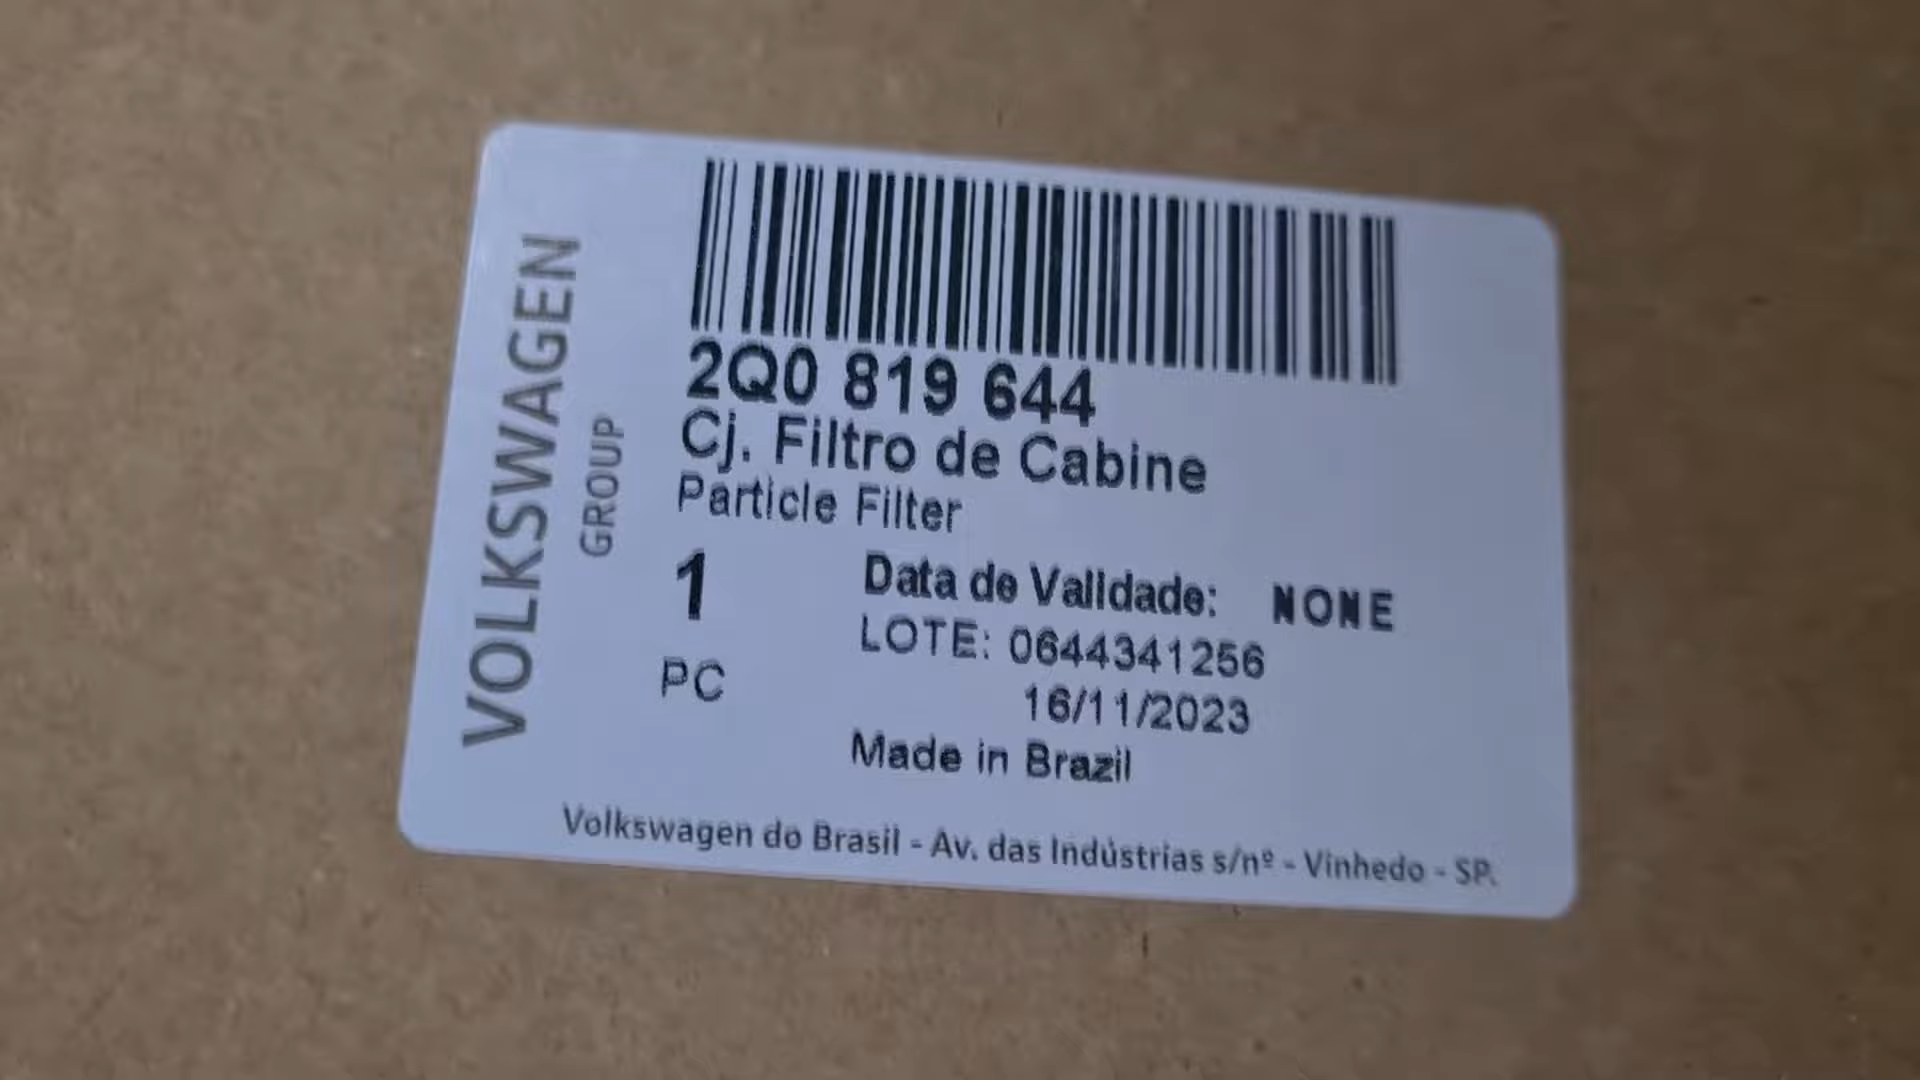 VOLKSWAGEN
GROUP
2Q0 819 644
Cj. Filtro de Cabine
Particle Filter
1
PC
Data de Validade: NONE
LOTE: 0644341256
16/11/2023
Made in Brazil
Volkswagen do Brasil - Av. das Indústrias s/nº - Vinhedo - SP.